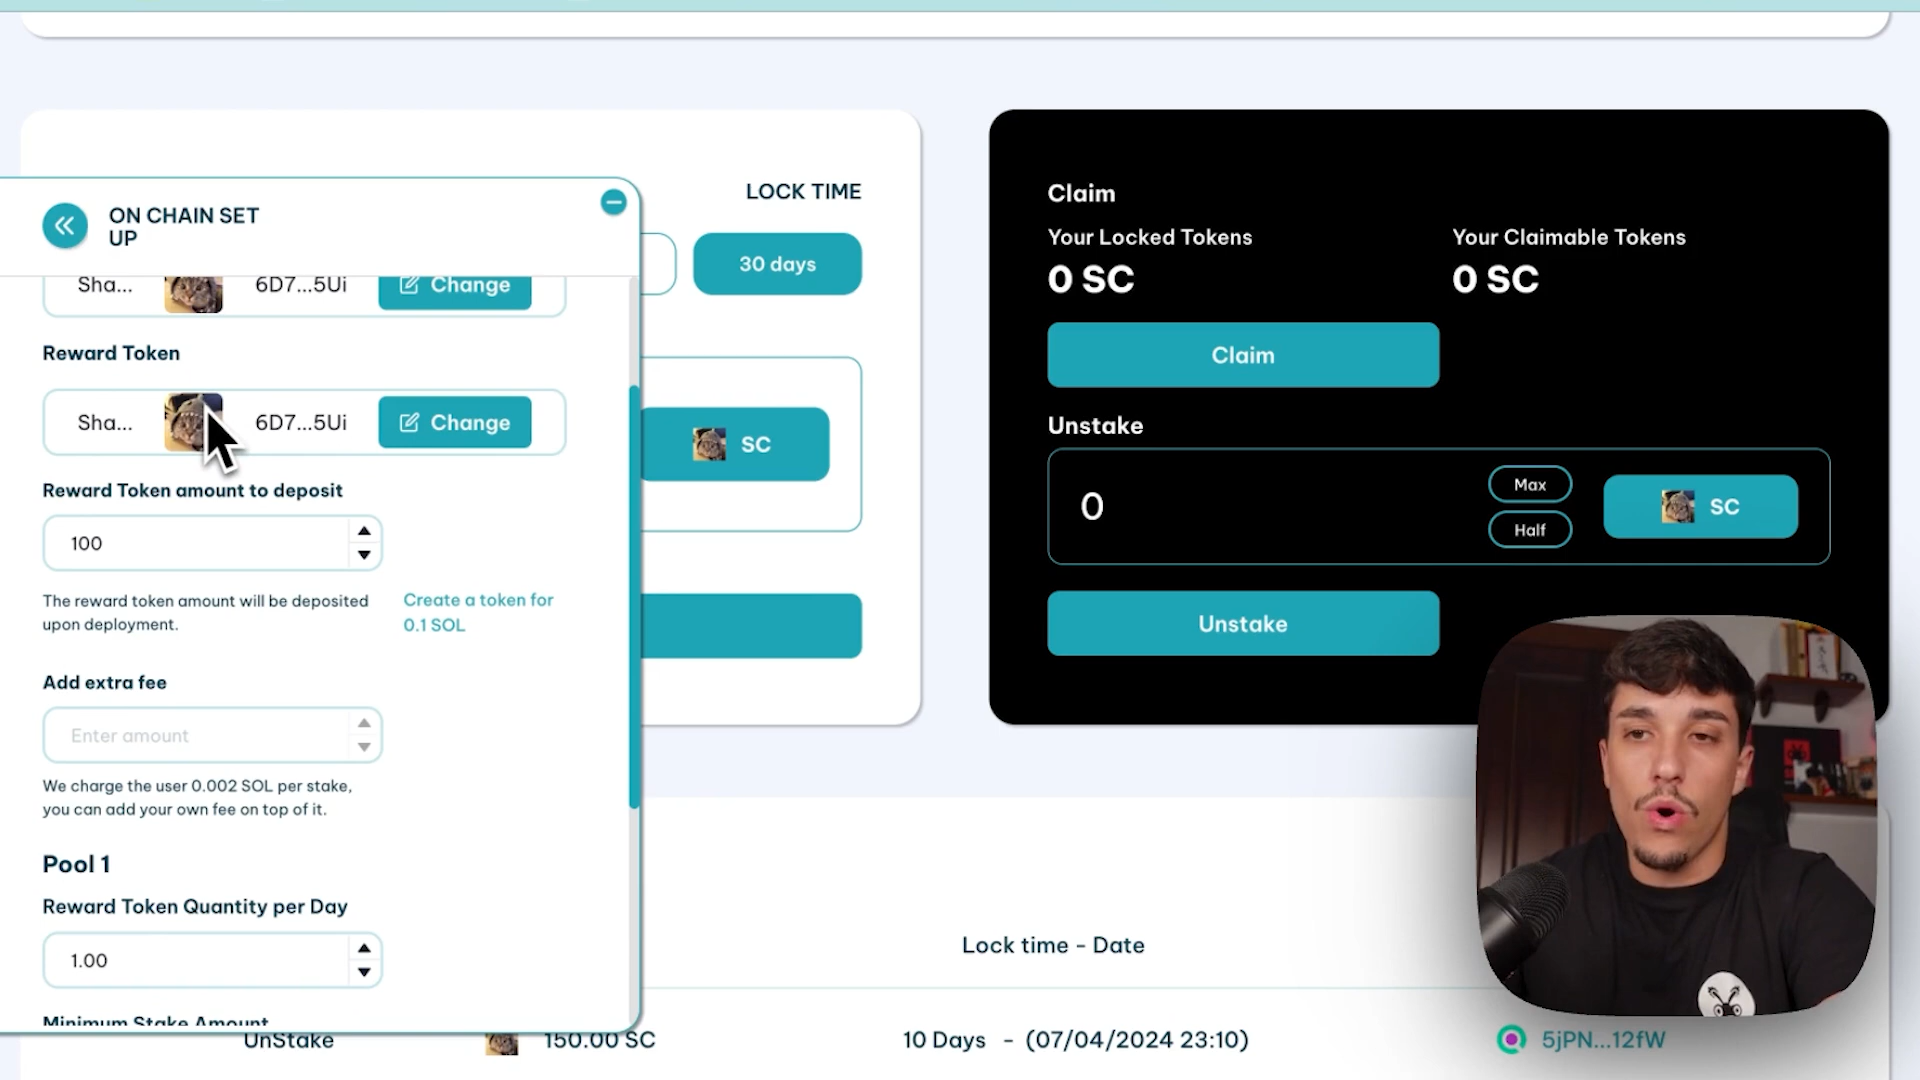 ON CHAIN SET
UP
Sha...
6D7...5Ui
Change
Reward Token
Sha...
6D7...5Ui
Change
Reward Token amount to deposit
100
The reward token amount will be deposited
upon deployment.
Create a token for
0.1 SOL
Add extra fee
Enter amount
We charge the user 0.002 SOL per stake,
you can add your own fee on top of it.
Pool 1
Reward Token Quantity per Day
1.00
Minimum Stake Amount
LOCK TIME
30 days
SC
Claim
Your Locked Tokens
0 SC
Your Claimable Tokens
0 SC
Claim
Unstake
0
Max
Half
SC
Unstake
Lock time - Date
UnStake
150.00 SC
10 Days - (07/04/2024 23:10)
5jPN...12fW